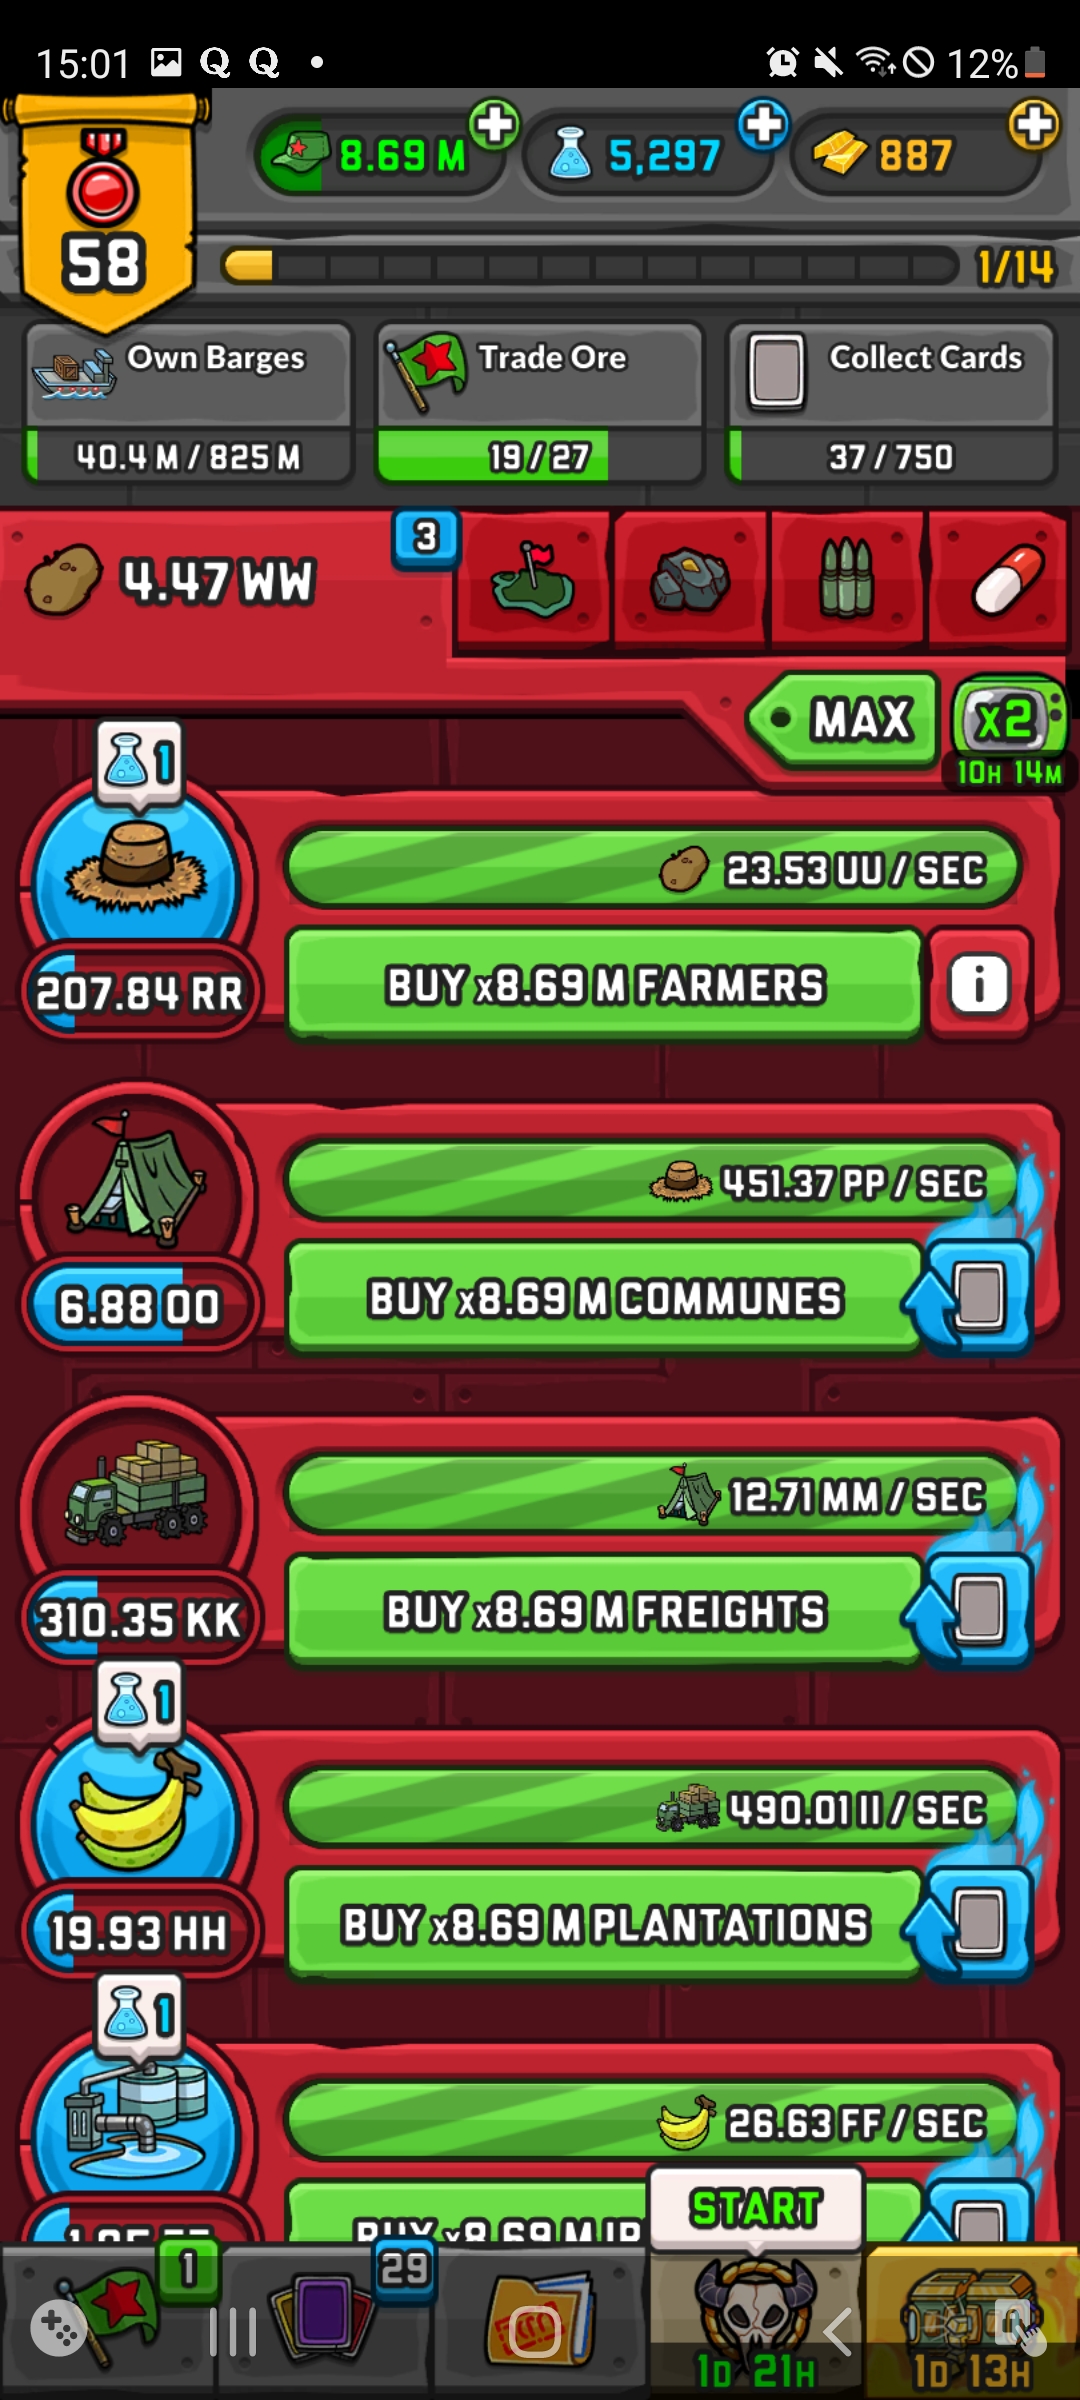 15:01
12%
58
8.69 M
5,297
887
1/14
Own Barges
40.4 M / 825 M
Trade Ore
19 / 27
Collect Cards
37 / 750
4.47 WW
3
MAX
x2
10H 14M
1
23.53 UU / SEC
207.84 RR
BUY x8.69 M FARMERS
i
451.37 PP / SEC
6.88 OO
BUY x8.69 M COMMUNES
12.71 MM / SEC
310.35 KK
BUY x8.69 M FREIGHTS
1
490.01 II / SEC
19.93 HH
BUY x8.69 M PLANTATIONS
1
26.63 FF / SEC
BUY x8.69 M
START
1
29
1D 21H
1D 13H